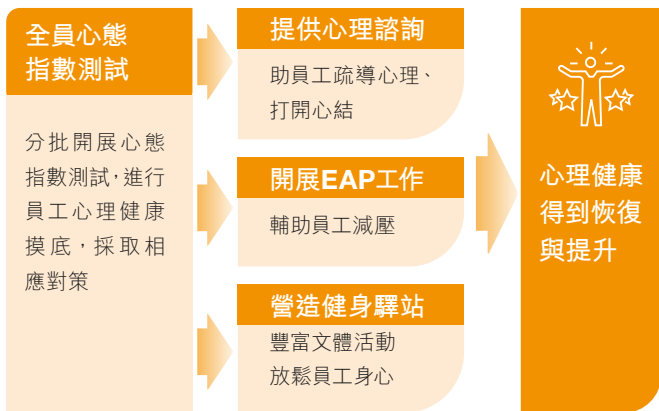 全員心態
指數測試
分批開展心態
指數測試，進行
員工心理健康
摸底，採取相
應對策
提供心理諮詢
助員工疏導心理、
打開心結
開展EAP工作
輔助員工減壓
營造健身驛站
豐富文體活動
放鬆員工身心
心理健康
得到恢復
與提升